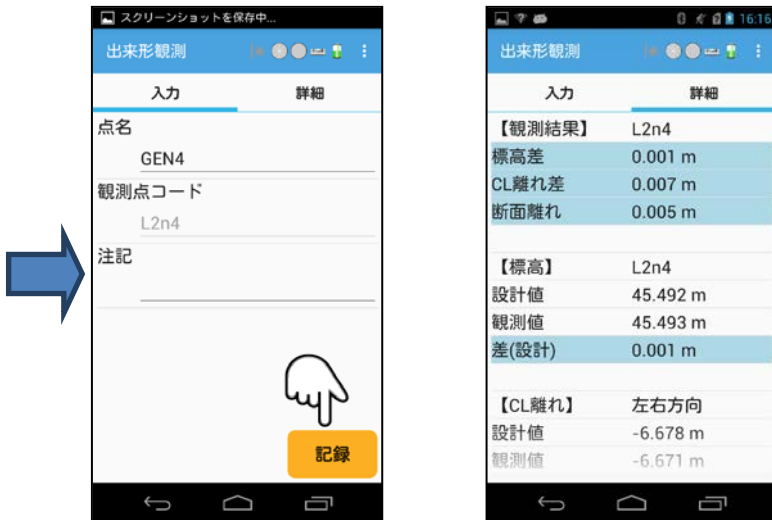 スクリーンショットを保存中...
出来形観測
入力 詳細
点名
GEN4
観測点コード
L2n4
注記
記録
16:16
出来形観測
入力 詳細
【観測結果】 L2n4
標高差 0.001 m
CL離れ差 0.007 m
断面離れ 0.005 m
【標高】 L2n4
設計値 45.492 m
観測値 45.493 m
差(設計) 0.001 m
【CL離れ】 左右方向
設計値 -6.678 m
観測値 -6.671 m